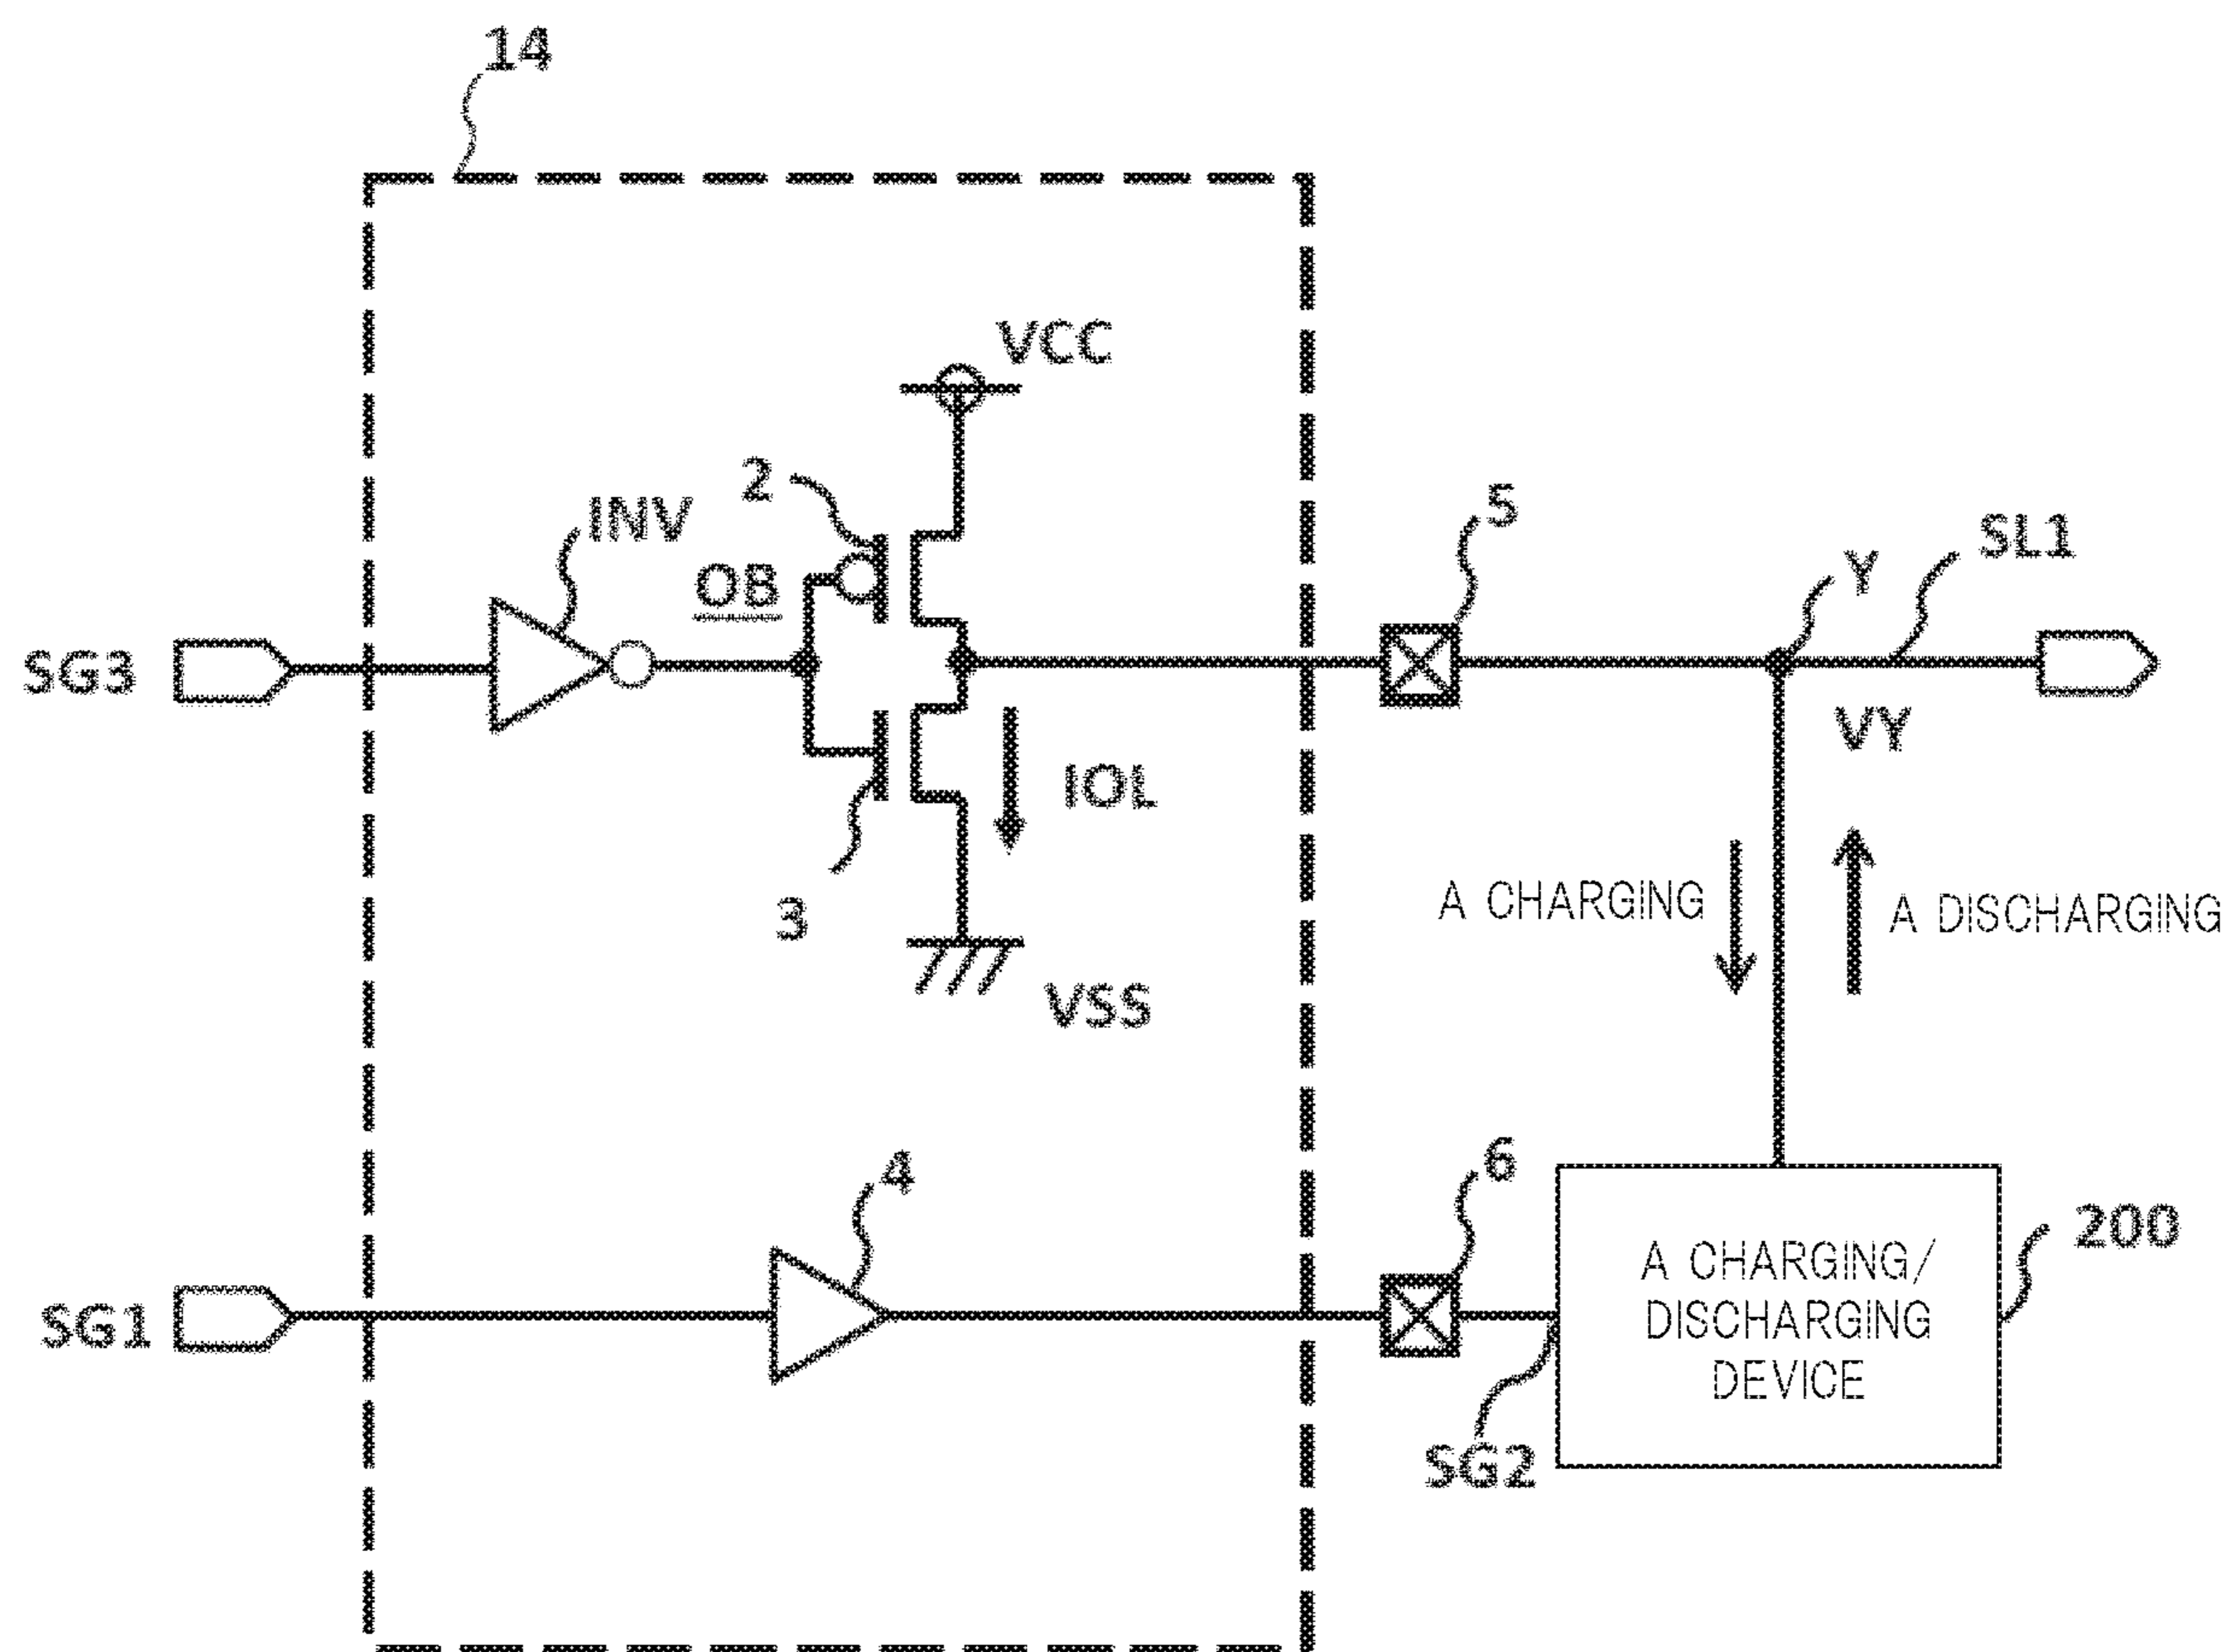 14
VCC
2
INV
OB
5
Y
SL1
SG3
VY
IOL
3
A CHARGING
A DISCHARGING
VSS
4
6
200
A CHARGING/
DISCHARGING
DEVICE
SG1
SG2